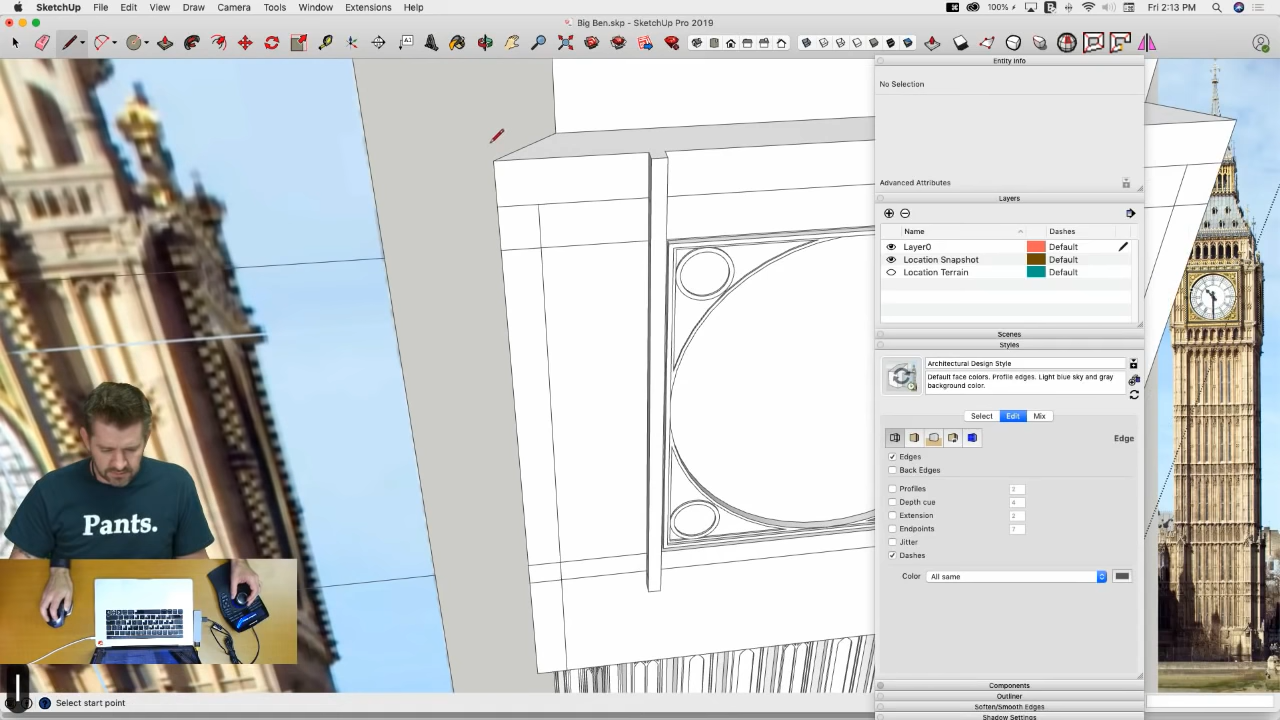 SketchUp File Edit View Draw Camera Tools Window Extensions Help
100% Fri 2:13 PM
Big Ben.skp - SketchUp Pro 2019
Entity Info
No Selection
Advanced Attributes
Layers
Name Dashes
Layer0 Default
Location Snapshot Default
Location Terrain Default
Scenes
Styles
Architectural Design Style
Default face colors. Profile edges. Light blue sky and gray
background color.
Select Edit Mix
Edge
Edges
Back Edges
Profiles 2
Depth cue 4
Extension 2
Endpoints 7
Jitter
Dashes
Color All same
Components
Outliner
Soften/Smooth Edges
Shadow Settings
Pants.
Select start point